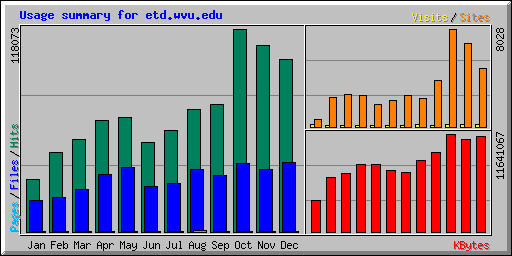 Usage summary for etd.wvu.edu
Visits / Sites
118073
8028
11641067
Pages / Files / Hits
Jan Feb Mar Apr May Jun Jul Aug Sep Oct Nov Dec
KBytes